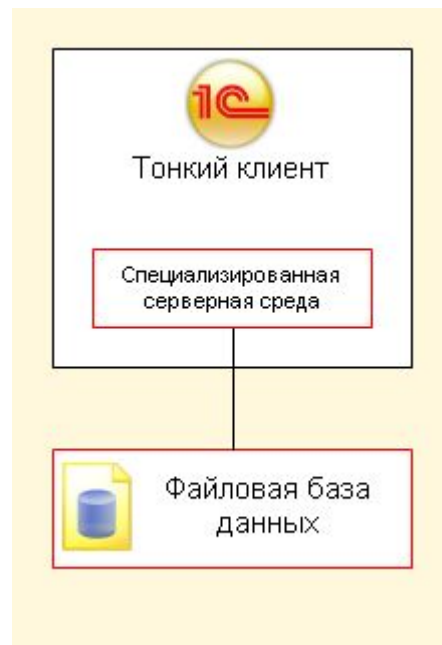 1С
Тонкий клиент
Специализированная
серверная среда
Файловая база
данных